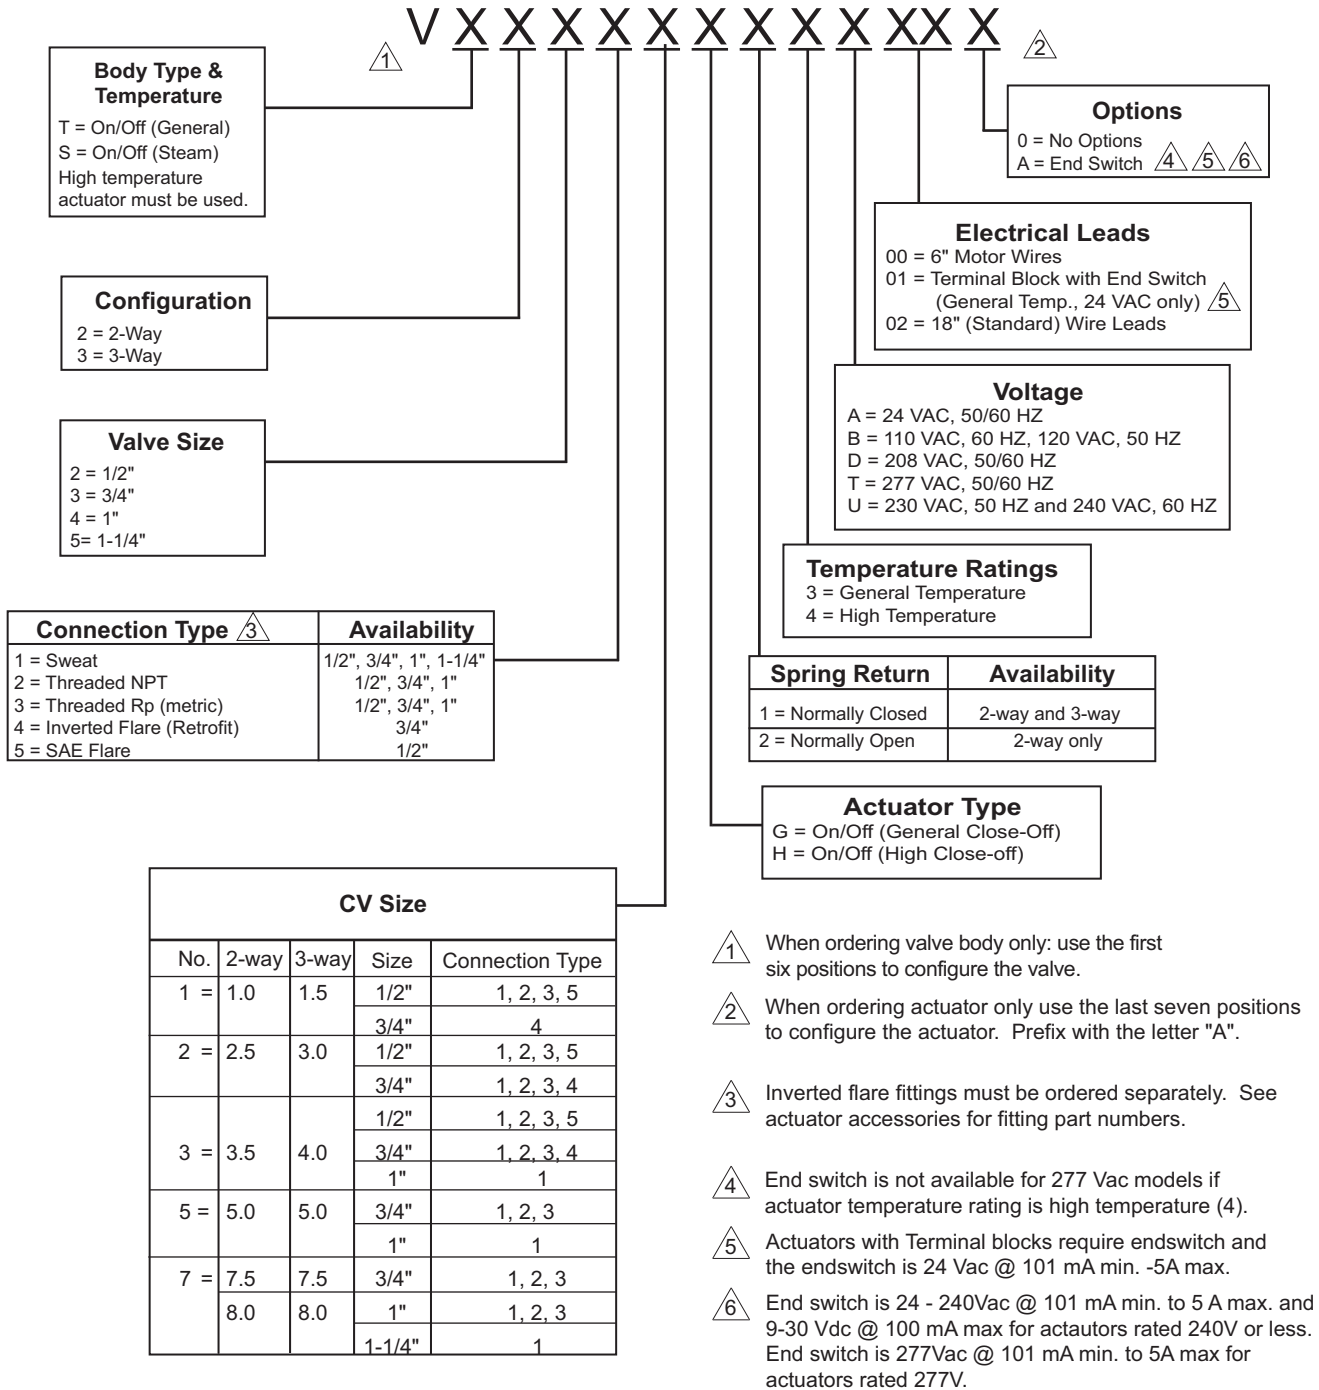 V X X X X X X X X X XX X
1
2
Body Type &
Temperature
T = On/Off (General)
S = On/Off (Steam)
High temperature
actuator must be used.
Options
0 = No Options
A = End Switch 4 5 6
Electrical Leads
00 = 6" Motor Wires
01 = Terminal Block with End Switch
(General Temp., 24 VAC only) 5
02 = 18" (Standard) Wire Leads
Configuration
2 = 2-Way
3 = 3-Way
Voltage
A = 24 VAC, 50/60 HZ
B = 110 VAC, 60 HZ, 120 VAC, 50 HZ
D = 208 VAC, 50/60 HZ
T = 277 VAC, 50/60 HZ
U = 230 VAC, 50 HZ and 240 VAC, 60 HZ
Valve Size
2 = 1/2"
3 = 3/4"
4 = 1"
5= 1-1/4"
Temperature Ratings
3 = General Temperature
4 = High Temperature
Connection Type 3 Availability
1 = Sweat 1/2", 3/4", 1", 1-1/4"
2 = Threaded NPT 1/2", 3/4", 1"
3 = Threaded Rp (metric) 1/2", 3/4", 1"
4 = Inverted Flare (Retrofit) 3/4"
5 = SAE Flare 1/2"
Spring Return Availability
1 = Normally Closed 2-way and 3-way
2 = Normally Open 2-way only
Actuator Type
G = On/Off (General Close-Off)
H = On/Off (High Close-off)
CV Size
No. 2-way 3-way Size Connection Type
1 = 1.0 1.5 1/2" 1, 2, 3, 5
3/4" 4
2 = 2.5 3.0 1/2" 1, 2, 3, 5
3/4" 1, 2, 3, 4
1/2" 1, 2, 3, 5
3 = 3.5 4.0 3/4" 1, 2, 3, 4
1" 1
5 = 5.0 5.0 3/4" 1, 2, 3
1" 1
7 = 7.5 7.5 3/4" 1, 2, 3
8.0 8.0 1" 1, 2, 3
1-1/4" 1
1 When ordering valve body only: use the first
six positions to configure the valve.
2 When ordering actuator only use the last seven positions
to configure the actuator. Prefix with the letter "A".
3 Inverted flare fittings must be ordered separately. See
actuator accessories for fitting part numbers.
4 End switch is not available for 277 Vac models if
actuator temperature rating is high temperature (4).
5 Actuators with Terminal blocks require endswitch and
the endswitch is 24 Vac @ 101 mA min. -5A max.
6 End switch is 24 - 240Vac @ 101 mA min. to 5 A max. and
9-30 Vdc @ 100 mA max for actautors rated 240V or less.
End switch is 277Vac @ 101 mA min. to 5A max for
actuators rated 277V.